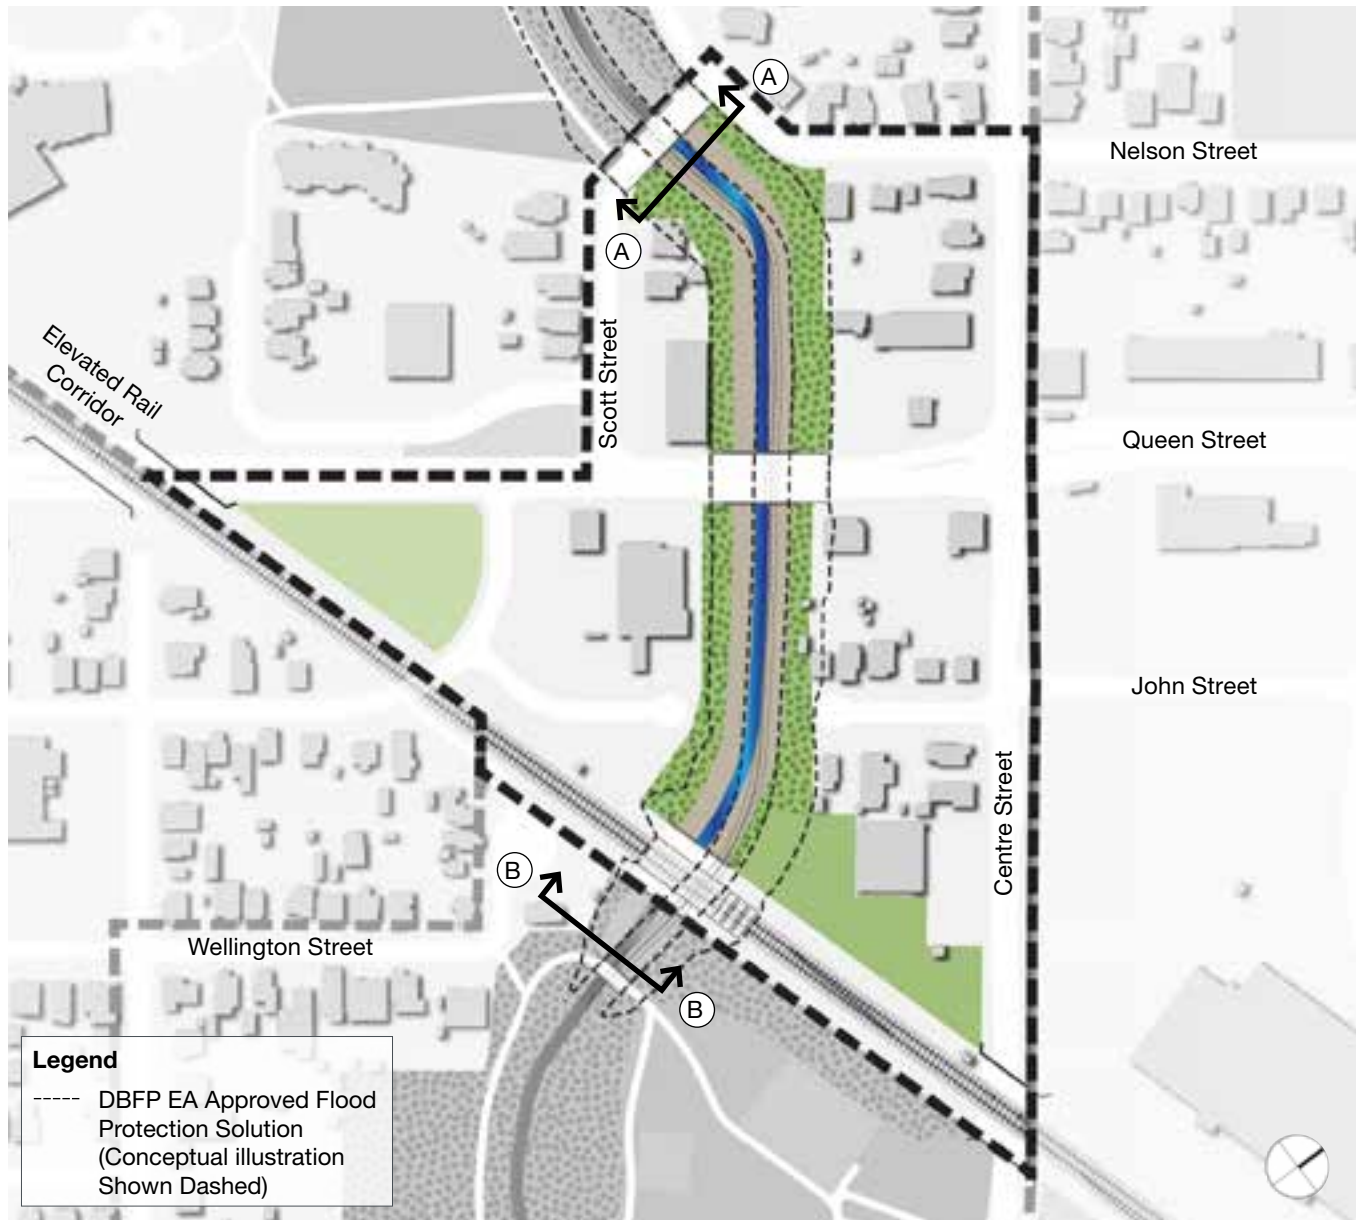 A
Nelson Street
A
Elevated Rail
Corridor
Scott Street
Queen Street
John Street
Centre Street
B
Wellington Street
B
Legend
DBFP EA Approved Flood
Protection Solution
(Conceptual illustration
Shown Dashed)